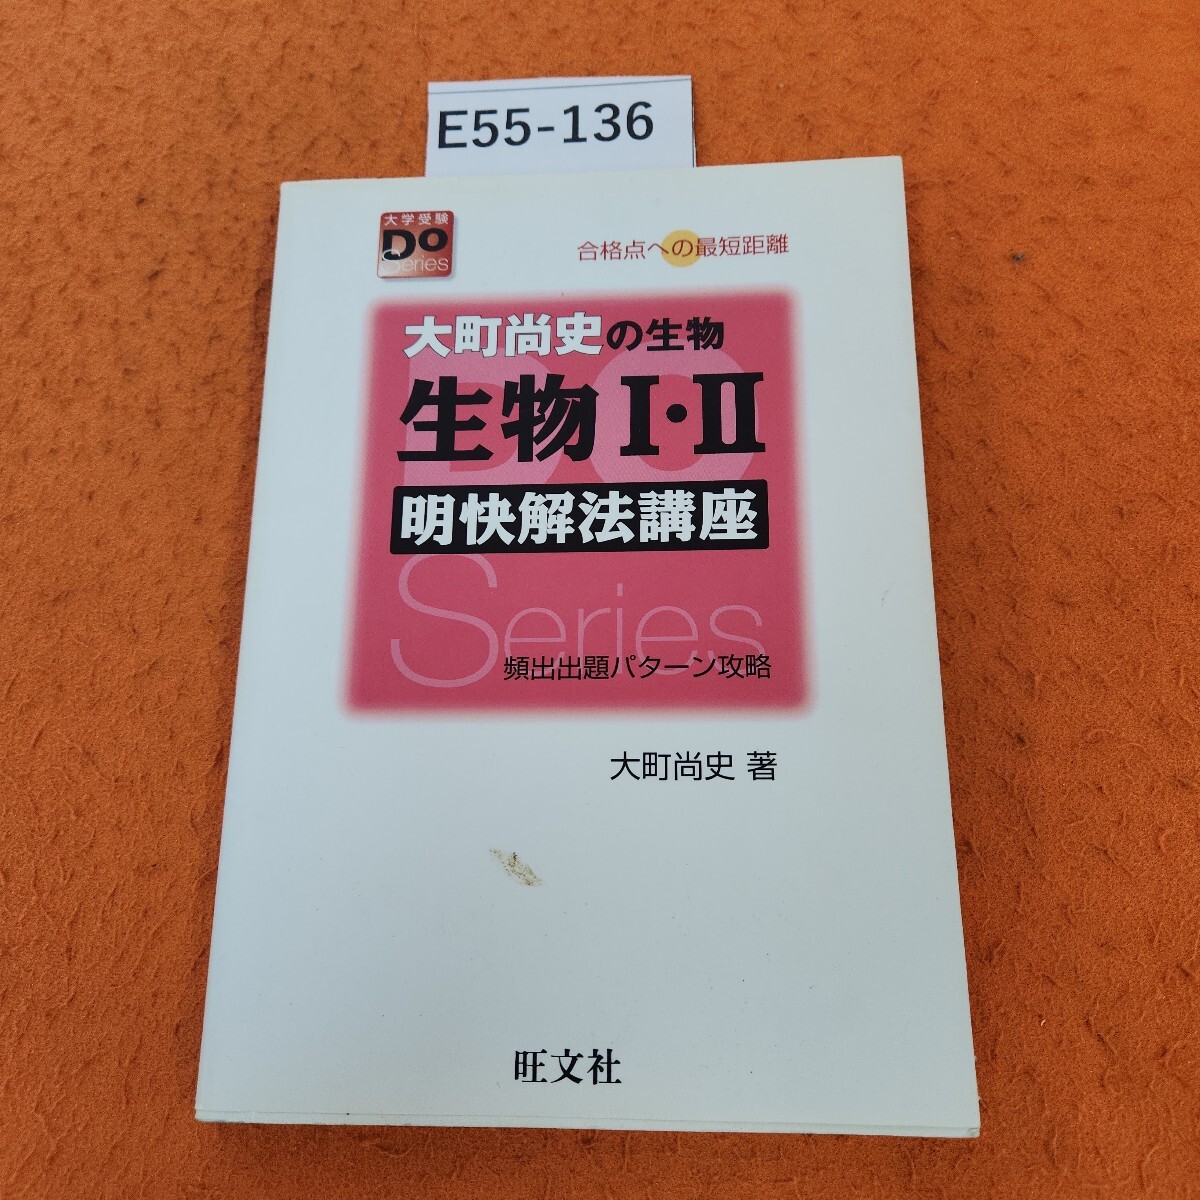 E55-136
大学受験
DO
Series
合格点への最短距離
大町尚史の生物
生物Ⅰ・Ⅱ
明快解法講座
DO
Series
頻出出題パターン攻略
大町尚史 著
旺文社